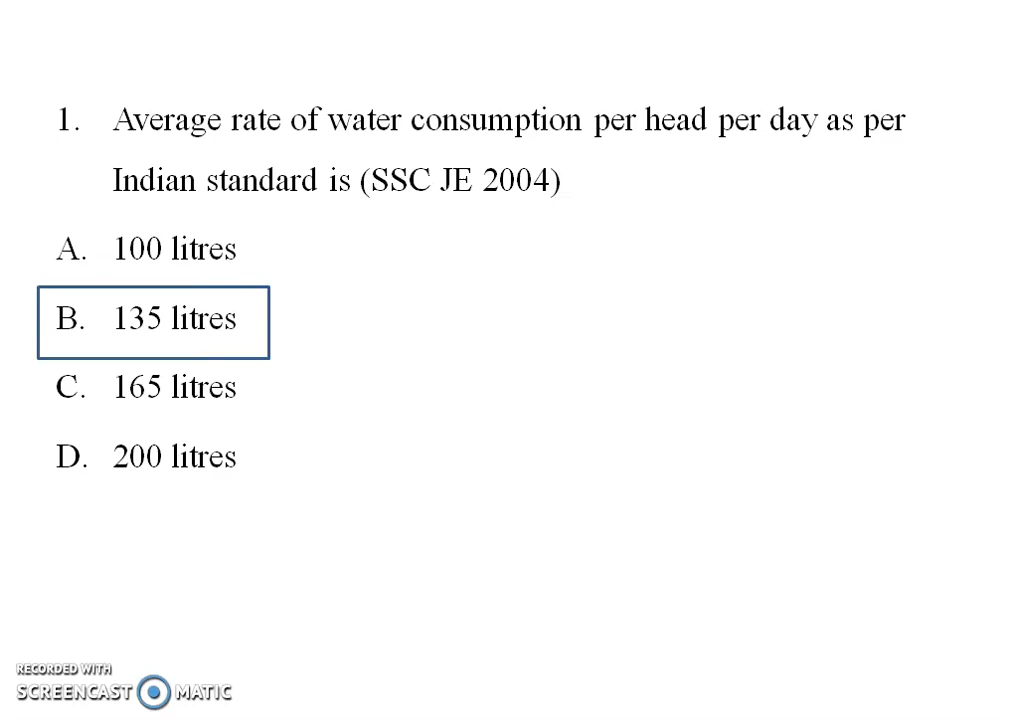 1. Average rate of water consumption per head per day as per
Indian standard is (SSC JE 2004)
A. 100 litres
B. 135 litres
C. 165 litres
D. 200 litres
RECORDED WITH
SCREENCAST MATIC